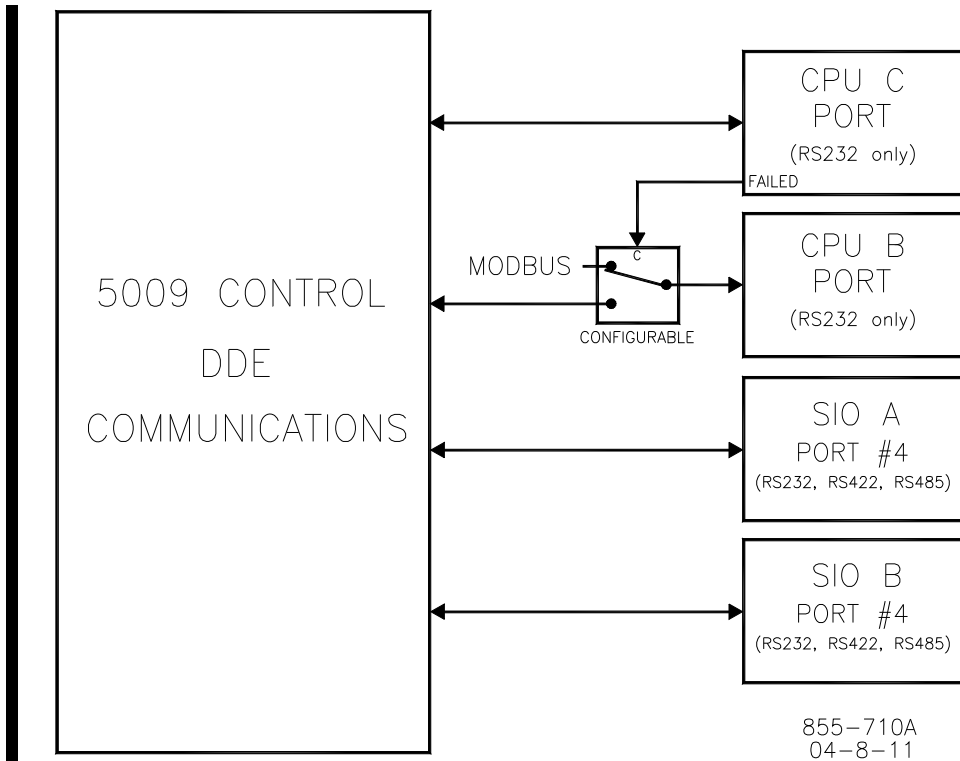 5009 CONTROL
DDE
COMMUNICATIONS
CPU C
PORT
(RS232 only)
FAILED
C
MODBUS
CONFIGURABLE
CPU B
PORT
(RS232 only)
SIO A
PORT #4
(RS232, RS422, RS485)
SIO B
PORT #4
(RS232, RS422, RS485)
855-710A
04-8-11